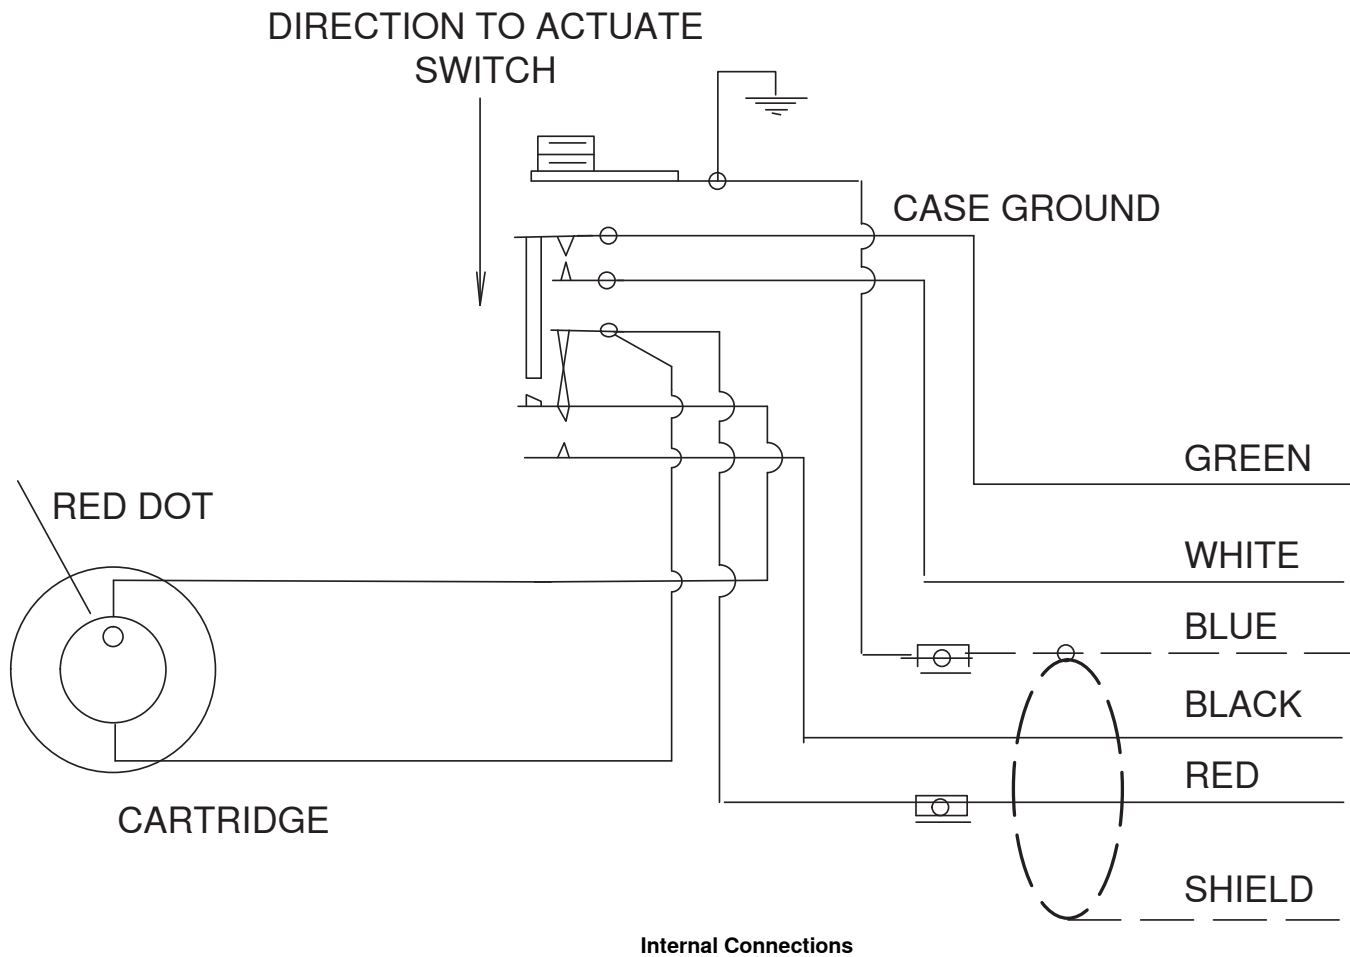 DIRECTION TO ACTUATE
SWITCH
CASE GROUND
GREEN
RED DOT
WHITE
BLUE
BLACK
RED
CARTRIDGE
SHIELD
Internal Connections